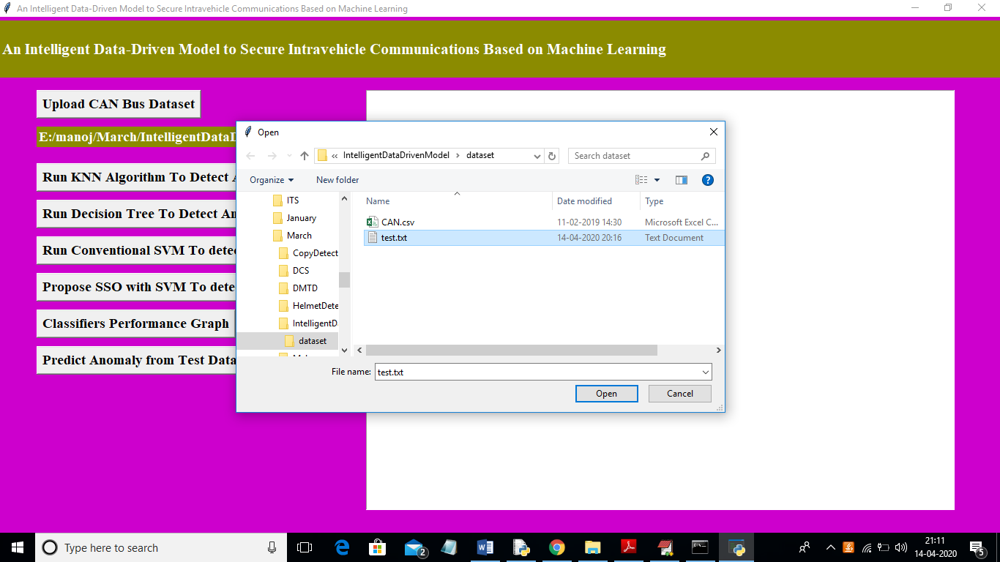 An Intelligent Data-Driven Model to Secure Intravehicle Communications Based on Machine Learning
An Intelligent Data-Driven Model to Secure Intravehicle Communications Based on Machine Learning
Upload CAN Bus Dataset
E:/manoj/March/IntelligentDataD
Run KNN Algorithm To Detect A
Run Decision Tree To Detect An
Run Conventional SVM To detec
Propose SSO with SVM To dete
Classifiers Performance Graph
Predict Anomaly from Test Data
Open
« IntelligentDataDrivenModel › dataset
Search dataset
Organize
New folder
ITS
January
March
CopyDetect
DCS
DMTD
HelmetDete
IntelligentD
dataset
Name Date modified Type
CAN.csv 11-02-2019 14:30 Microsoft Excel C...
test.txt 14-04-2020 20:16 Text Document
File name: test.txt
Open Cancel
Type here to search
2
21:11
14-04-2020
5